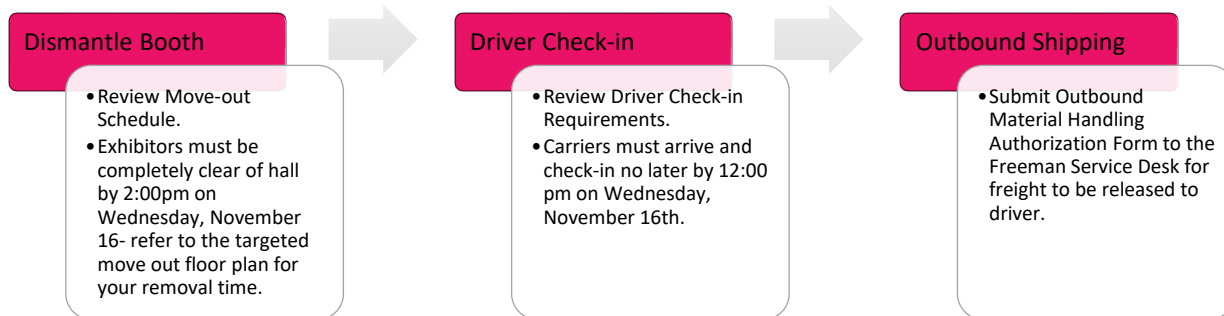 Dismantle Booth
•Review Move-out
Schedule.
•Exhibitors must be
completely clear of hall
by 2:00pm on
Wednesday, November
16- refer to the targeted
move out floor plan for
your removal time.
Driver Check-in
•Review Driver Check-in
Requirements.
•Carriers must arrive and
check-in no later by 12:00
pm on Wednesday,
November 16th.
Outbound Shipping
•Submit Outbound
Material Handling
Authorization Form to the
Freeman Service Desk for
freight to be released to
driver.